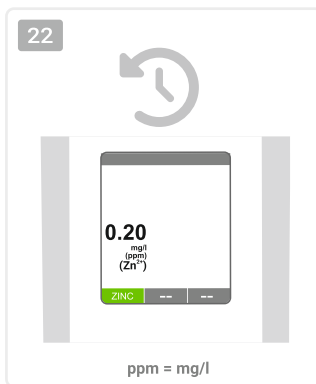 22
0.20
mg/l
(ppm)
(Zn²⁺)
ZINC -- --
ppm = mg/l